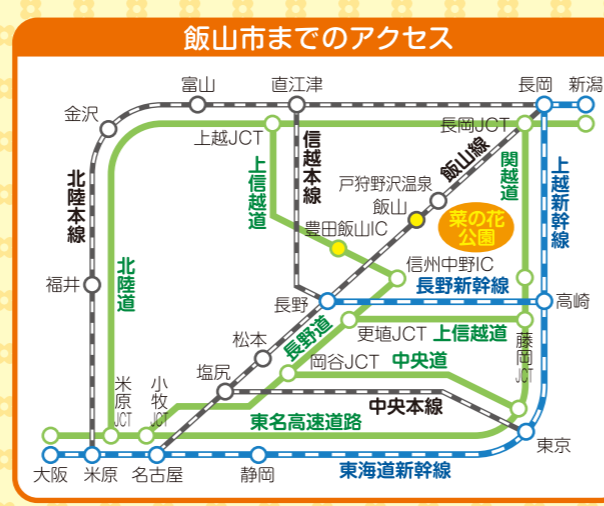 飯山市までのアクセス
富山
直江津
長岡
新潟
金沢
上越JCT
長岡JCT
北陸本線
上信越道
信越本線
飯山線
関越道
上越新幹線
戸狩野沢温泉
飯山
菜の花
公園
豊田飯山IC
信州中野IC
福井
北陸道
長野新幹線
長野
高崎
長野道
更埴JCT
上信越道
松本
藤岡JCT
岡谷JCT
中央道
塩尻
米原JCT
小牧JCT
中央本線
東名高速道路
東京
大阪
米原
名古屋
静岡
東海道新幹線